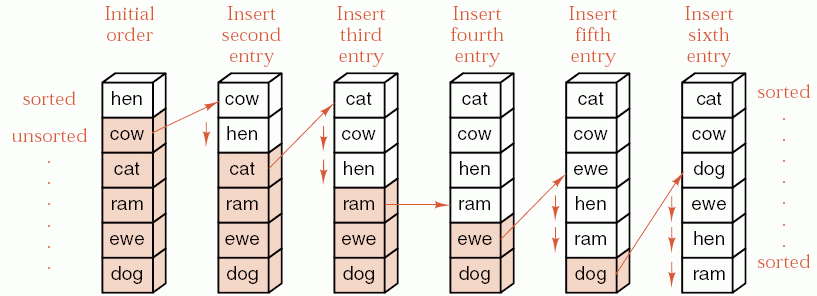 Initial order
Insert second entry
Insert third entry
Insert fourth entry
Insert fifth entry
Insert sixth entry
sorted hen cow cat cat cat cat sorted
unsorted cow hen cow cow cow cow
cat cat hen hen ewe dog
ram ram ram ram hen ewe
ewe ewe ewe ewe ram hen
dog dog dog dog dog ram sorted